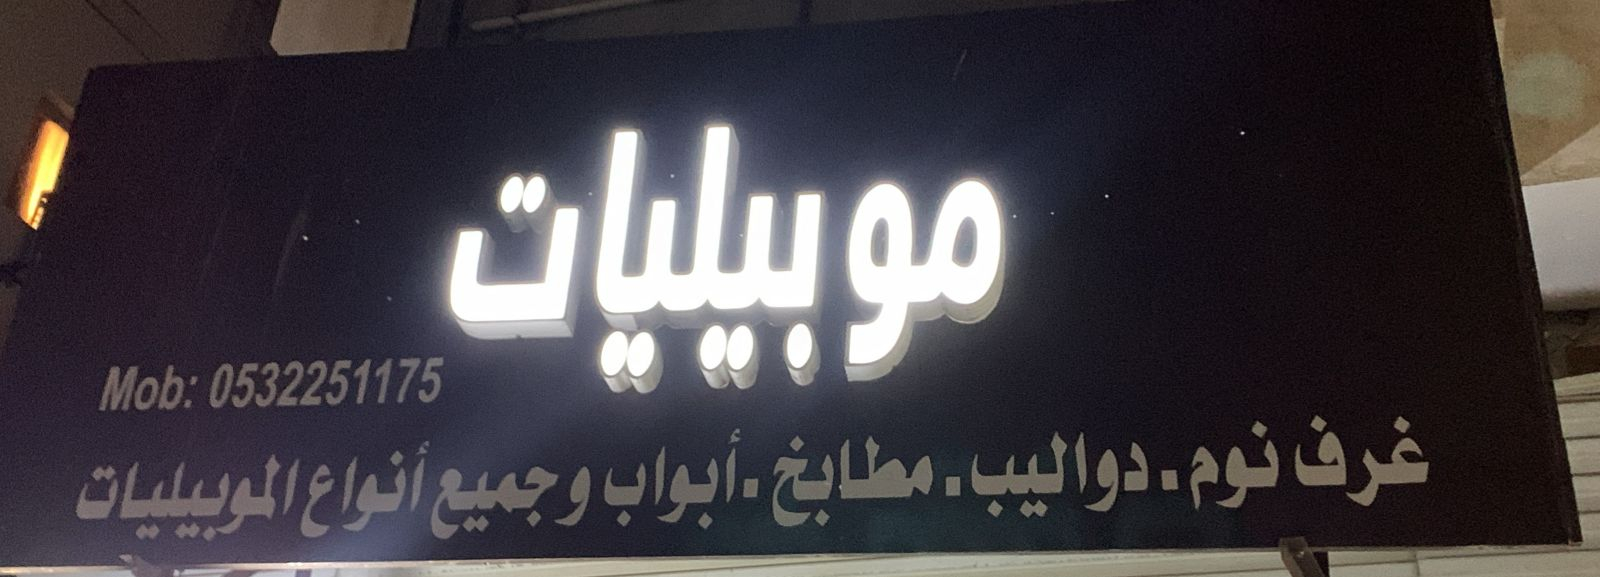 موبيليات
Mob: 0532251175
غرف نوم . دواليب . مطابخ . أبواب وجميع أنواع الموبيليات